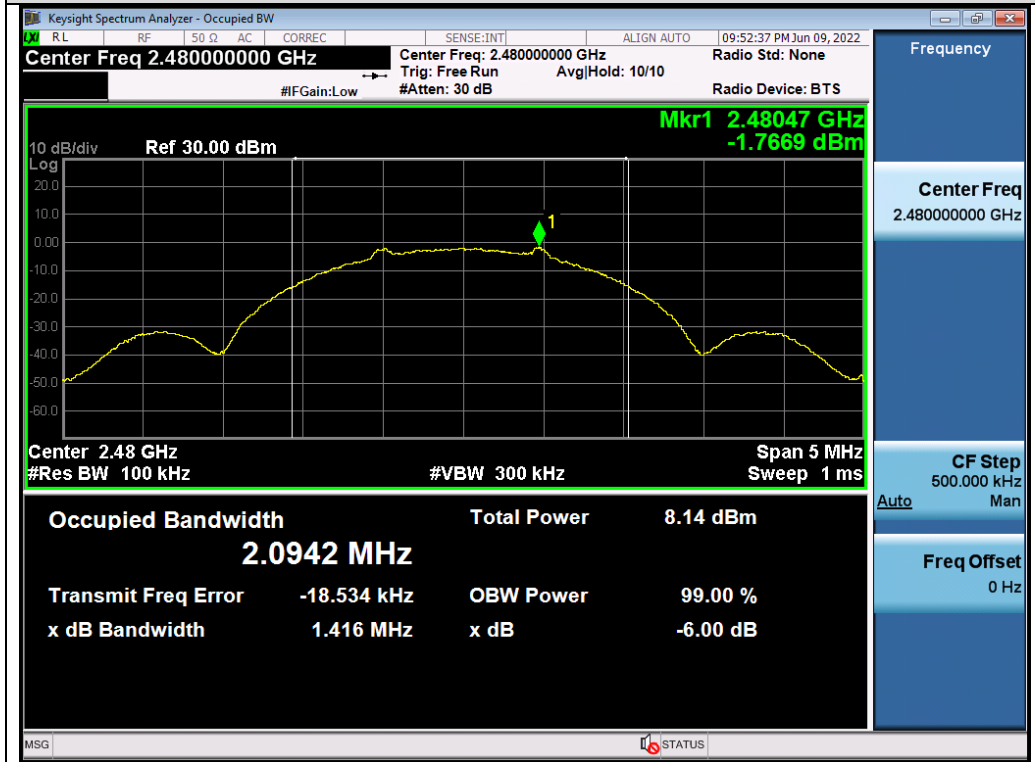 Keysight Spectrum Analyzer - Occupied BW
LXI RL RF 50 Ω AC CORREC SENSE:INT ALIGN AUTO 09:52:37 PM Jun 09, 2022
Center Freq 2.480000000 GHz
Center Freq: 2.480000000 GHz Radio Std: None
Trig: Free Run Avg|Hold: 10/10
#IFGain:Low #Atten: 30 dB Radio Device: BTS
Mkr1 2.48047 GHz
-1.7669 dBm
10 dB/div Ref 30.00 dBm
Log
20.0
10.0
0.00
-10.0
-20.0
-30.0
-40.0
-50.0
-60.0
1
Center 2.48 GHz Span 5 MHz
#Res BW 100 kHz #VBW 300 kHz Sweep 1 ms
Occupied Bandwidth Total Power 8.14 dBm
2.0942 MHz
Transmit Freq Error -18.534 kHz OBW Power 99.00 %
x dB Bandwidth 1.416 MHz x dB -6.00 dB
MSG STATUS
Frequency
Center Freq
2.480000000 GHz
CF Step
500.000 kHz
Auto Man
Freq Offset
0 Hz